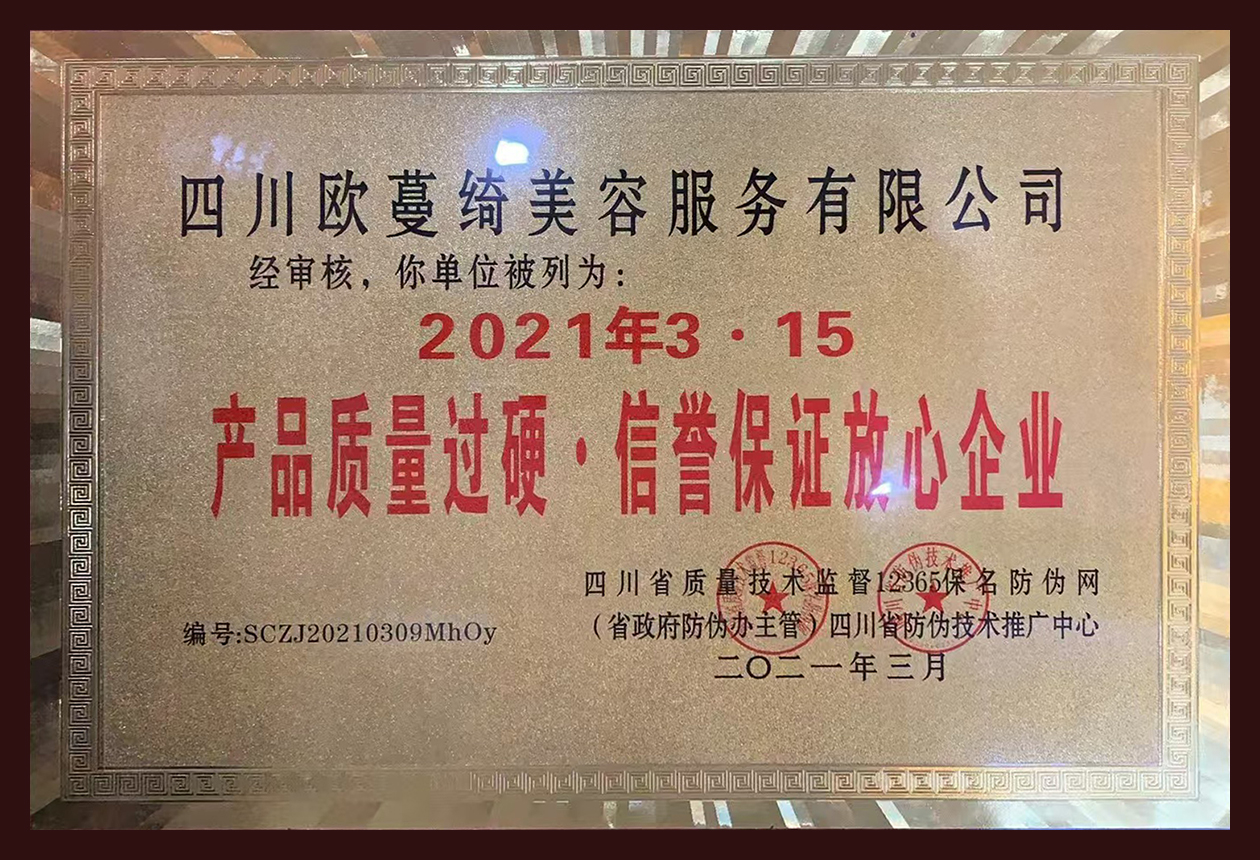 四川欧蔓绮美容服务有限公司
经审核，你单位被列为：
2021年3·15
产品质量过硬·信誉保证放心企业
四川省质量技术监督12365保名防伪网
编号:SCZJ20210309MhOy
（省政府防伪办主管）四川省防伪技术推广中心
二〇二一年三月